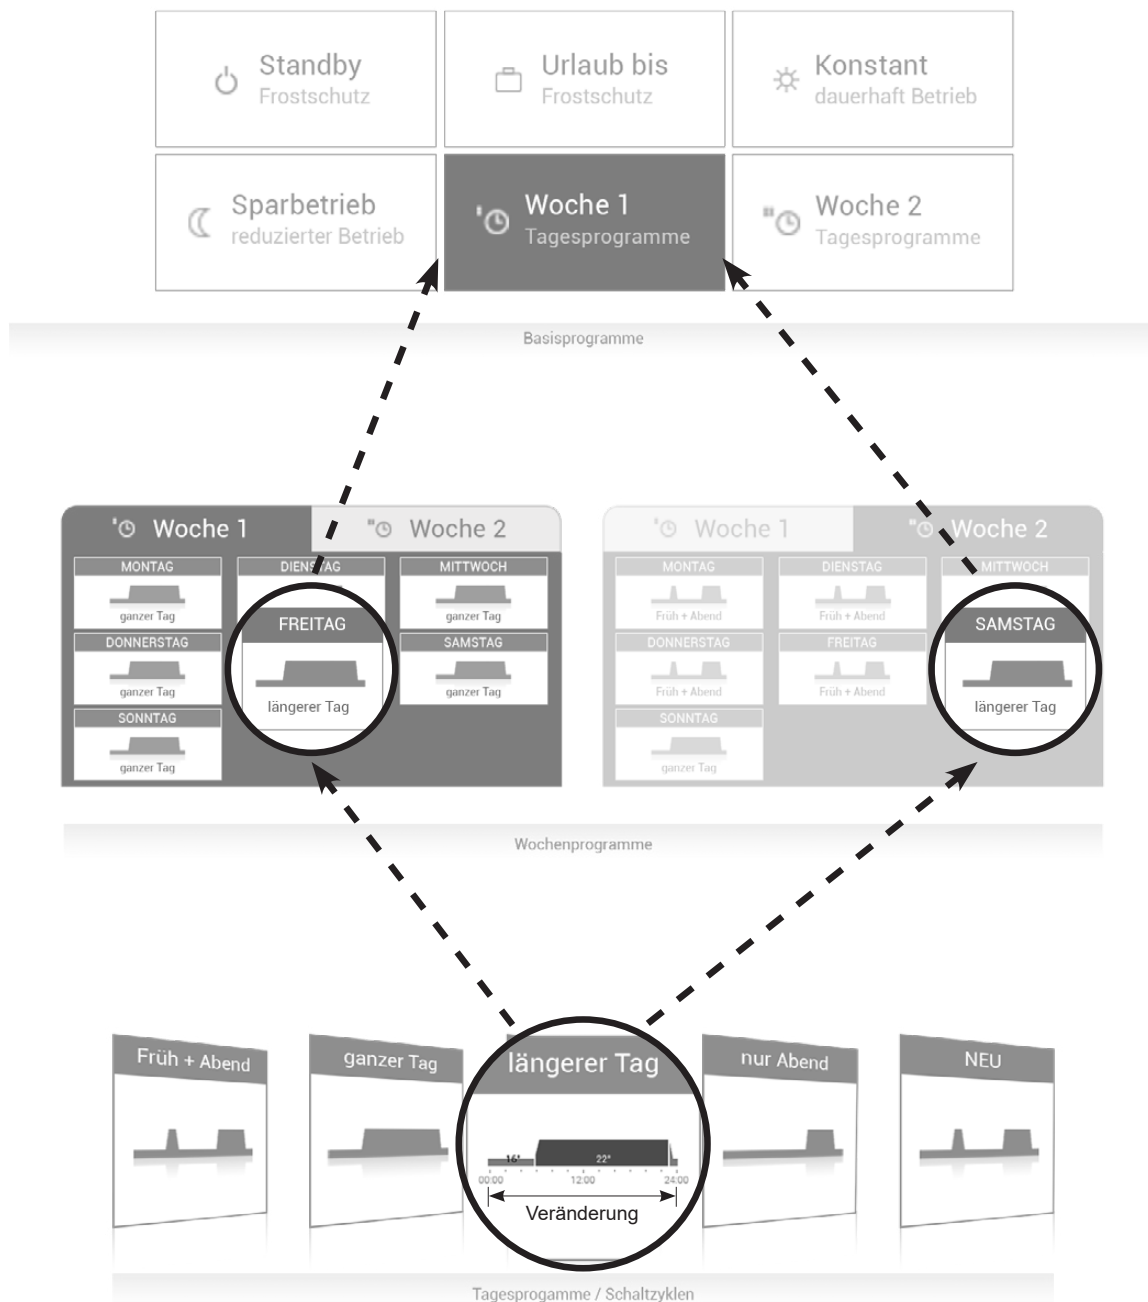 Standby
Frostschutz
Urlaub bis
Frostschutz
Konstant
dauerhaft Betrieb
Sparbetrieb
reduzierter Betrieb
Woche 1
Tagesprogramme
Woche 2
Tagesprogramme
Basisprogramme
Woche 1
Woche 2
MONTAG
ganzer Tag
DIENSTAG
MITTWOCH
ganzer Tag
DONNERSTAG
ganzer Tag
FREITAG
längerer Tag
SAMSTAG
ganzer Tag
SONNTAG
ganzer Tag
Woche 1
Woche 2
MONTAG
Früh + Abend
DIENSTAG
Früh + Abend
MITTWOCH
DONNERSTAG
Früh + Abend
FREITAG
Früh + Abend
SAMSTAG
längerer Tag
SONNTAG
ganzer Tag
Wochenprogramme
Früh + Abend
ganzer Tag
längerer Tag
16°
22°
00:00
12:00
24:00
Veränderung
nur Abend
NEU
Tagesprogamme / Schaltzyklen